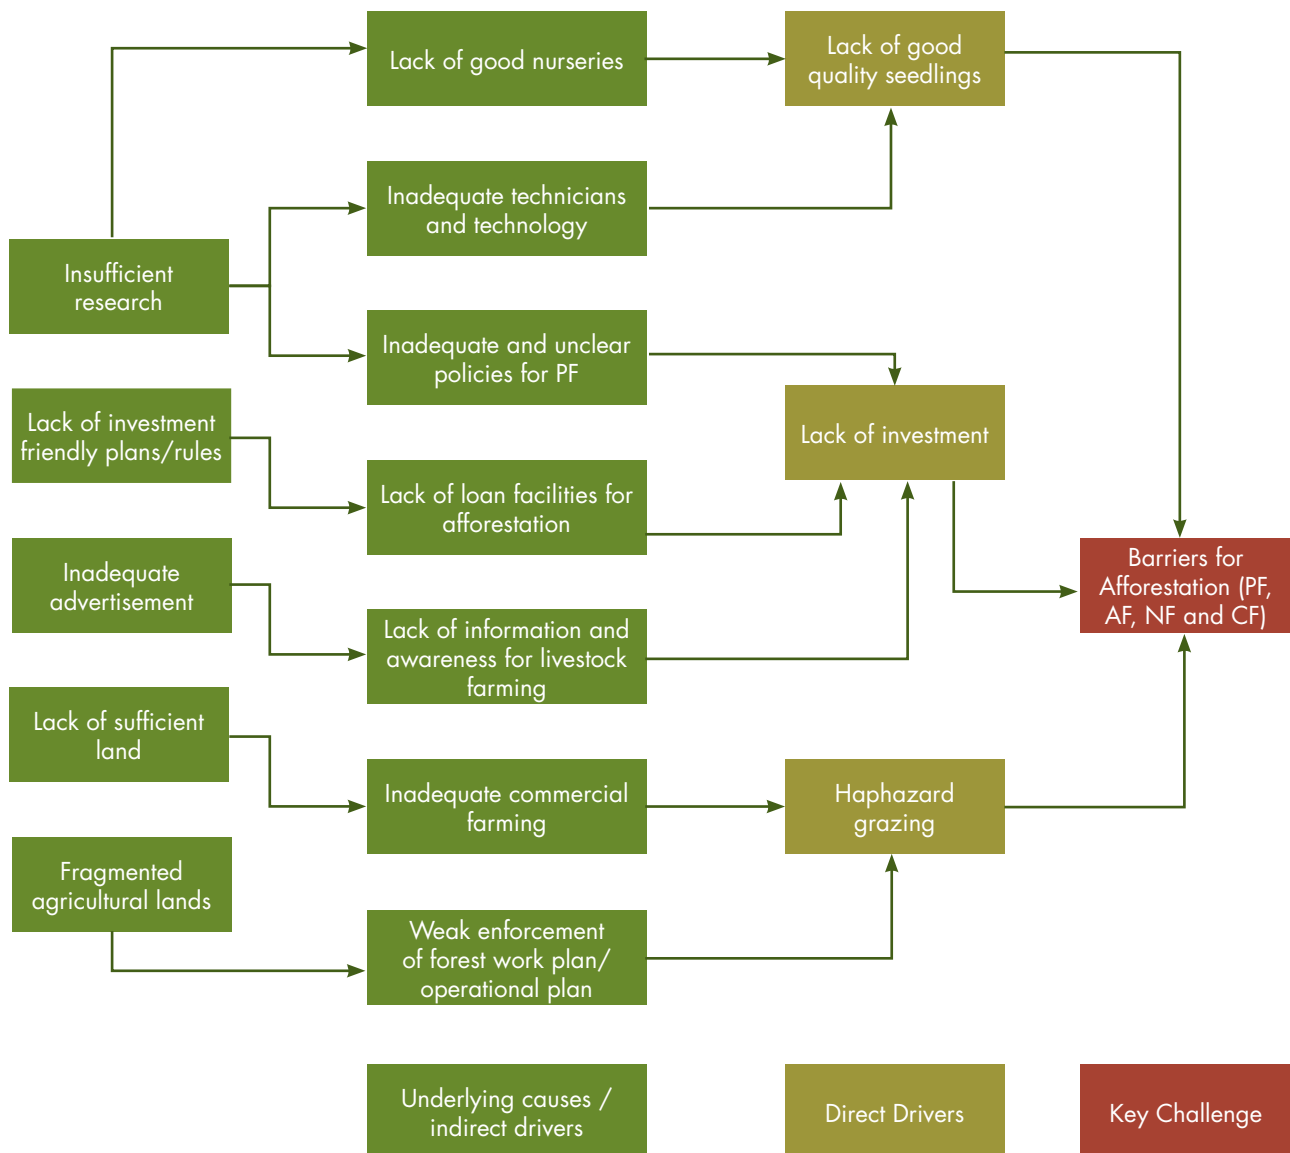 Lack of good nurseries
Lack of good
quality seedlings
Inadequate technicians
and technology
Insufficient
research
Inadequate and unclear
policies for PF
Lack of investment
friendly plans/rules
Lack of investment
Lack of loan facilities for
afforestation
Inadequate
advertisement
Barriers for
Afforestation (PF,
AF, NF and CF)
Lack of information and
awareness for livestock
farming
Lack of sufficient
land
Inadequate commercial
farming
Haphazard
grazing
Fragmented
agricultural lands
Weak enforcement
of forest work plan/
operational plan
Underlying causes /
indirect drivers
Direct Drivers
Key Challenge